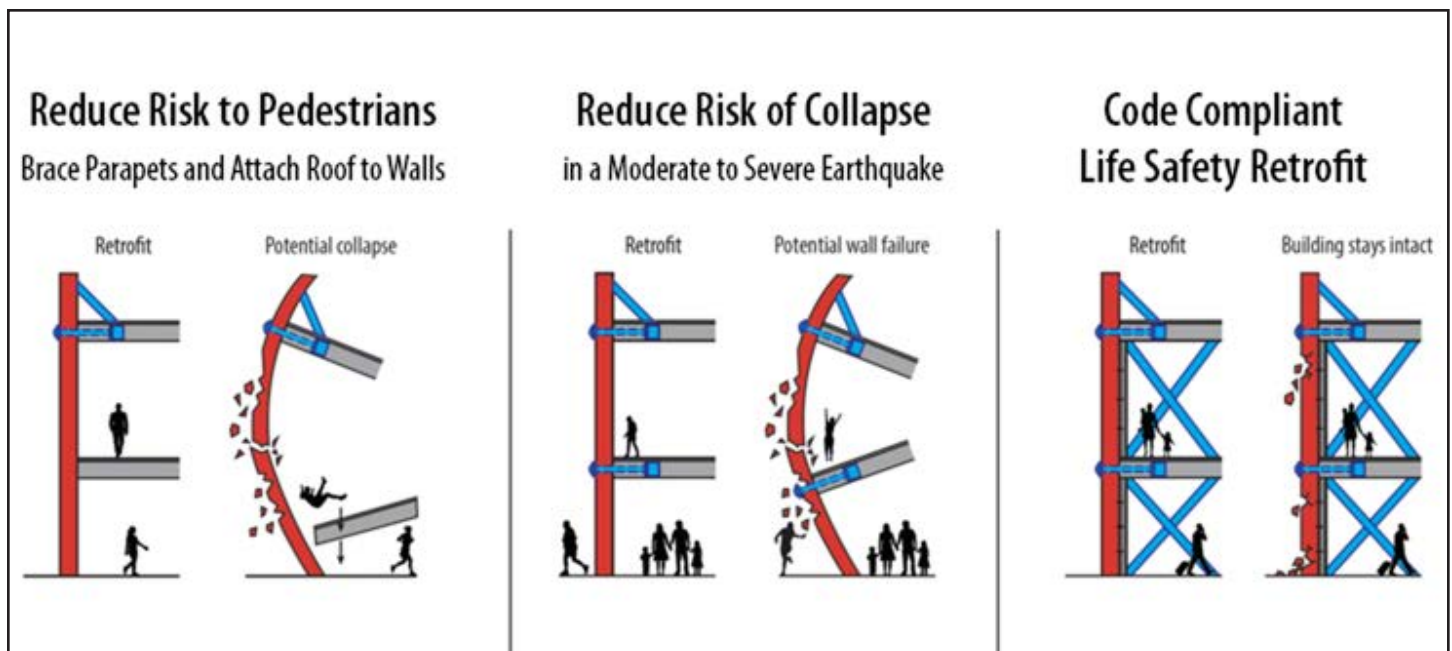 Reduce Risk to Pedestrians
Brace Parapets and Attach Roof to Walls
Retrofit
Potential collapse
Reduce Risk of Collapse
in a Moderate to Severe Earthquake
Retrofit
Potential wall failure
Code Compliant
Life Safety Retrofit
Retrofit
Building stays intact